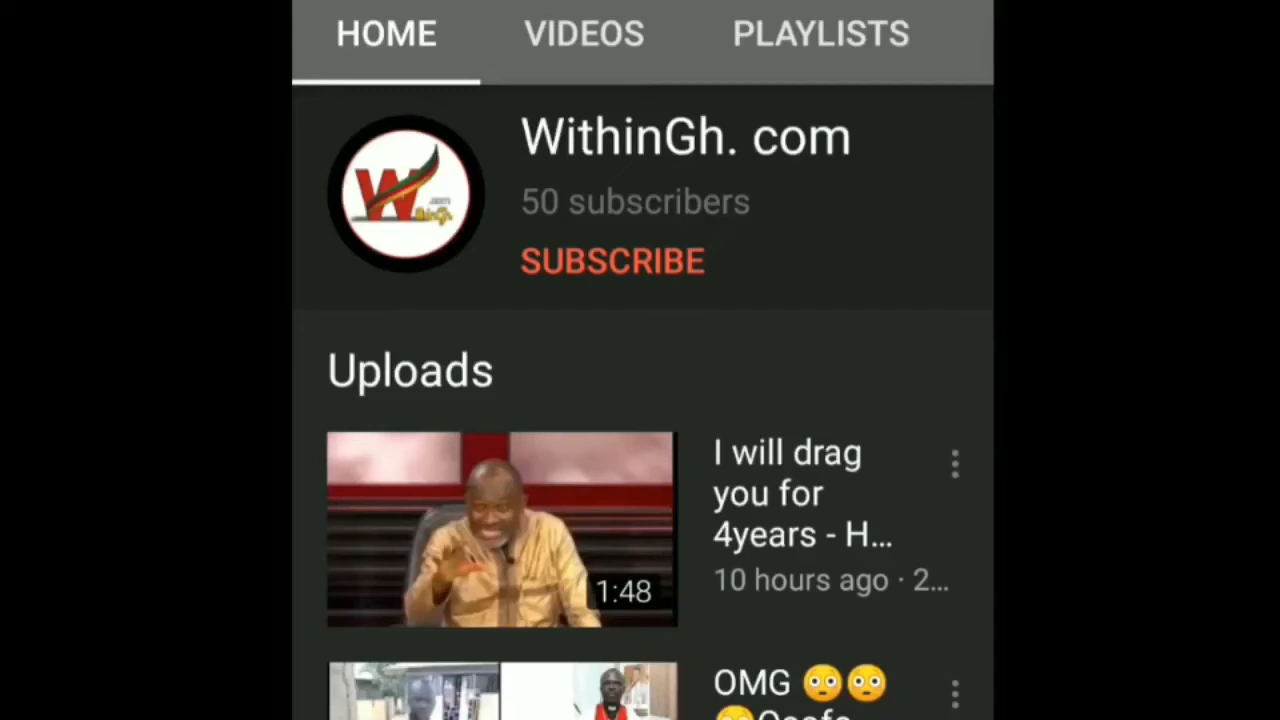 HOME VIDEOS PLAYLISTS
W
WithinGh. com
50 subscribers
SUBSCRIBE
Uploads
I will drag
you for
4years - H...
10 hours ago · 2...
1:48
OMG 😳😳